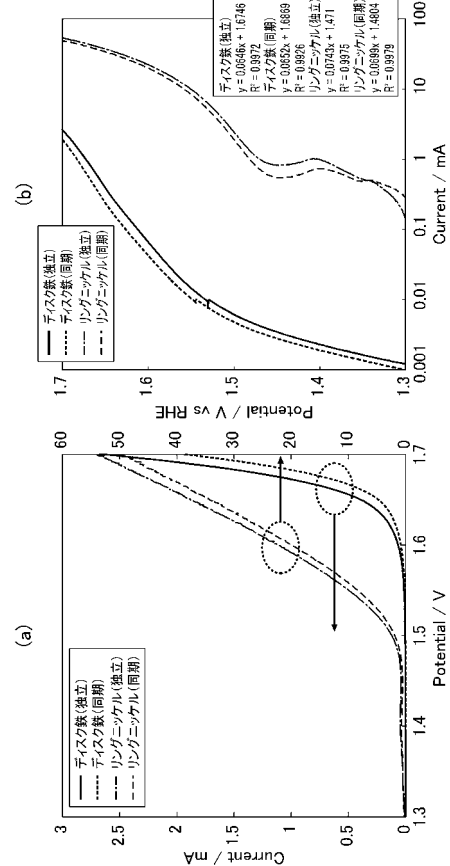 (a)
ディスク鉄(独立)
ディスク鉄(同期)
リングニッケル(独立)
リングニッケル(同期)
3
2.5
2
1.5
1
0.5
0
60
50
40
30
20
10
0
1.3
1.4
1.5
1.6
1.7
Current / mA
Potential / V
(b)
ディスク鉄(独立)
ディスク鉄(同期)
リングニッケル(独立)
リングニッケル(同期)
1.7
1.6
1.5
1.4
1.3
0.001
0.01
0.1
1
10
100
Potential / V vs RHE
Current / mA
ディスク鉄(独立)
y = 0.0646x + 1.6746
R² = 0.9972
ディスク鉄(同期)
y = 0.0652x + 1.6869
R² = 0.9926
リングニッケル(独立)
y = 0.0743x + 1.471
R² = 0.9975
リングニッケル(同期)
y = 0.0699x + 1.4804
R² = 0.9979